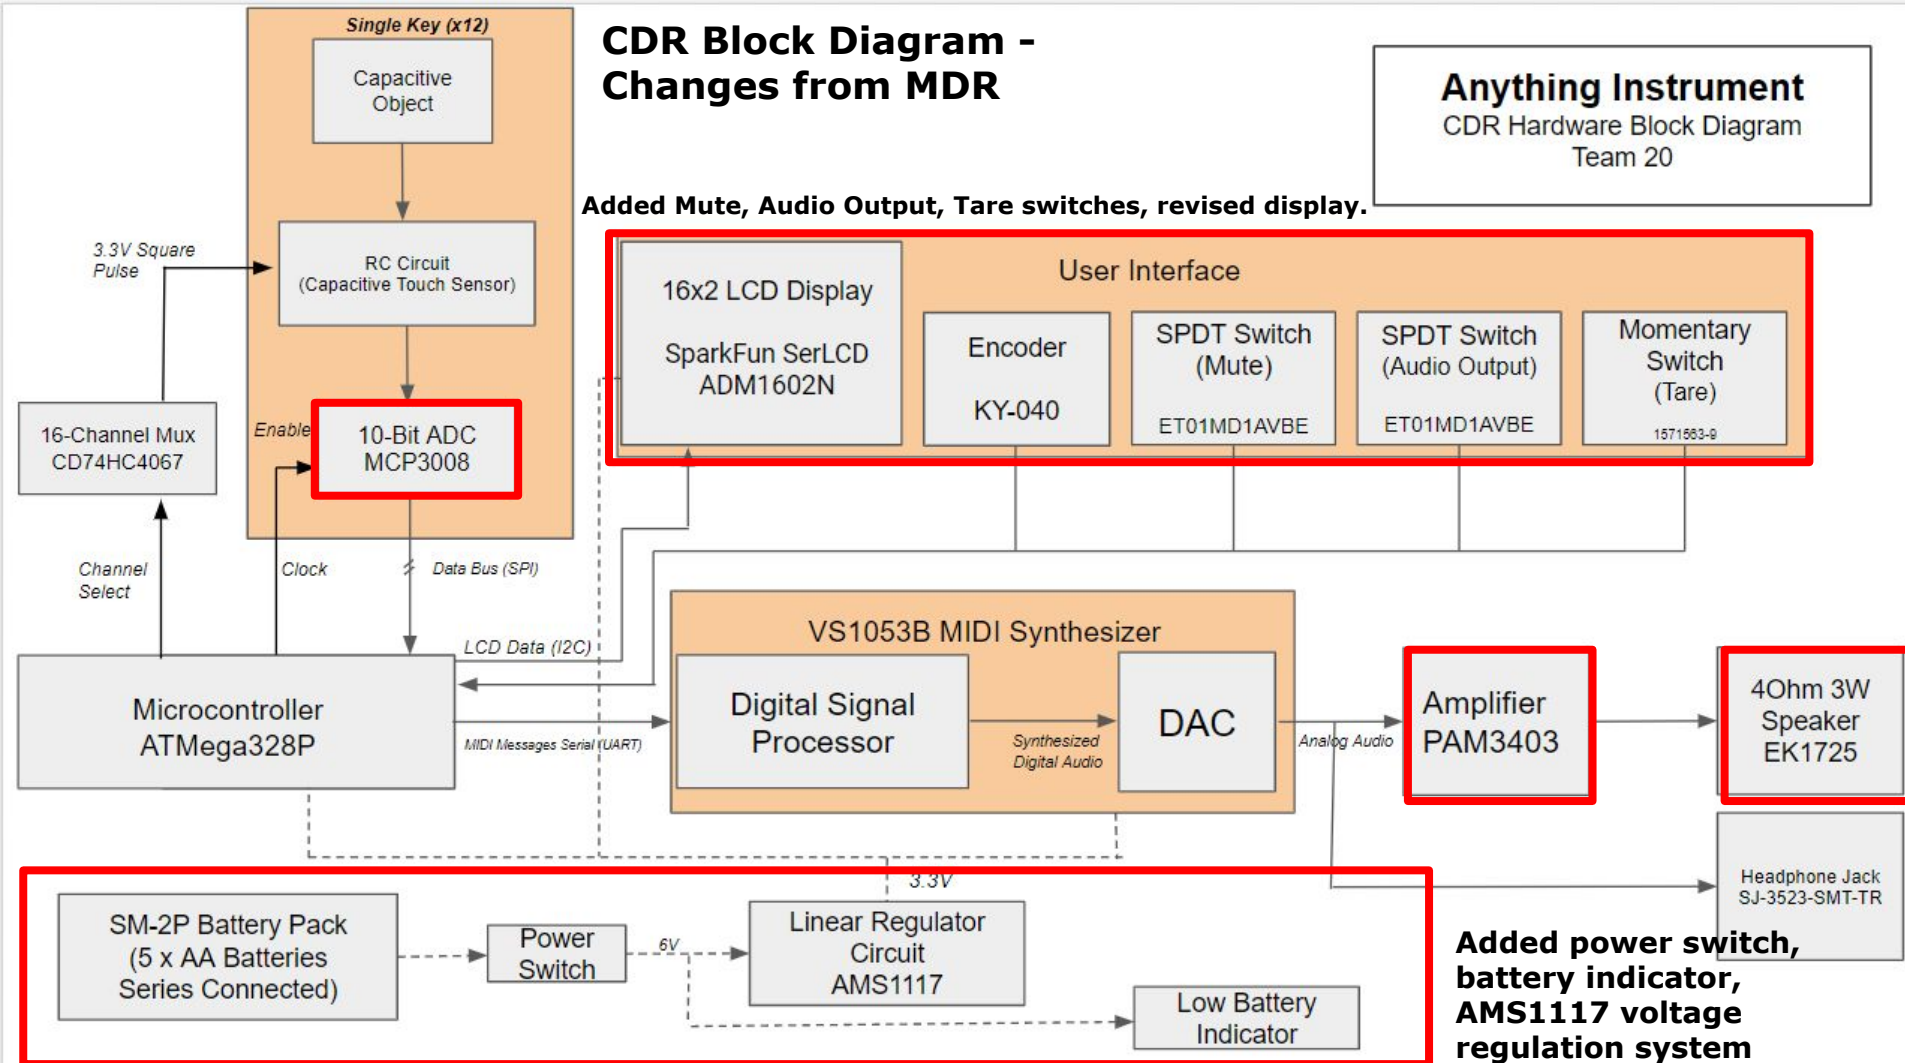 Single Key (x12)
CDR Block Diagram -
Changes from MDR
Capacitive
Object
Anything Instrument
CDR Hardware Block Diagram
Team 20
Added Mute, Audio Output, Tare switches, revised display.
3.3V Square
Pulse
RC Circuit
(Capacitive Touch Sensor)
User Interface
16x2 LCD Display
SparkFun SerLCD
ADM1602N
Encoder
KY-040
SPDT Switch
(Mute)
ET01MD1AVBE
SPDT Switch
(Audio Output)
ET01MD1AVBE
Momentary
Switch
(Tare)
1571563-9
16-Channel Mux
CD74HC4067
Enable
10-Bit ADC
MCP3008
Channel
Select
Clock
Data Bus (SPI)
LCD Data (I2C)
VS1053B MIDI Synthesizer
Microcontroller
ATMega328P
MIDI Messages Serial (UART)
Digital Signal
Processor
Synthesized
Digital Audio
DAC
Analog Audio
Amplifier
PAM3403
4Ohm 3W
Speaker
EK1725
Headphone Jack
SJ-3523-SMT-TR
3.3V
SM-2P Battery Pack
(5 x AA Batteries
Series Connected)
Power
Switch
6V
Linear Regulator
Circuit
AMS1117
Low Battery
Indicator
Added power switch,
battery indicator,
AMS1117 voltage
regulation system